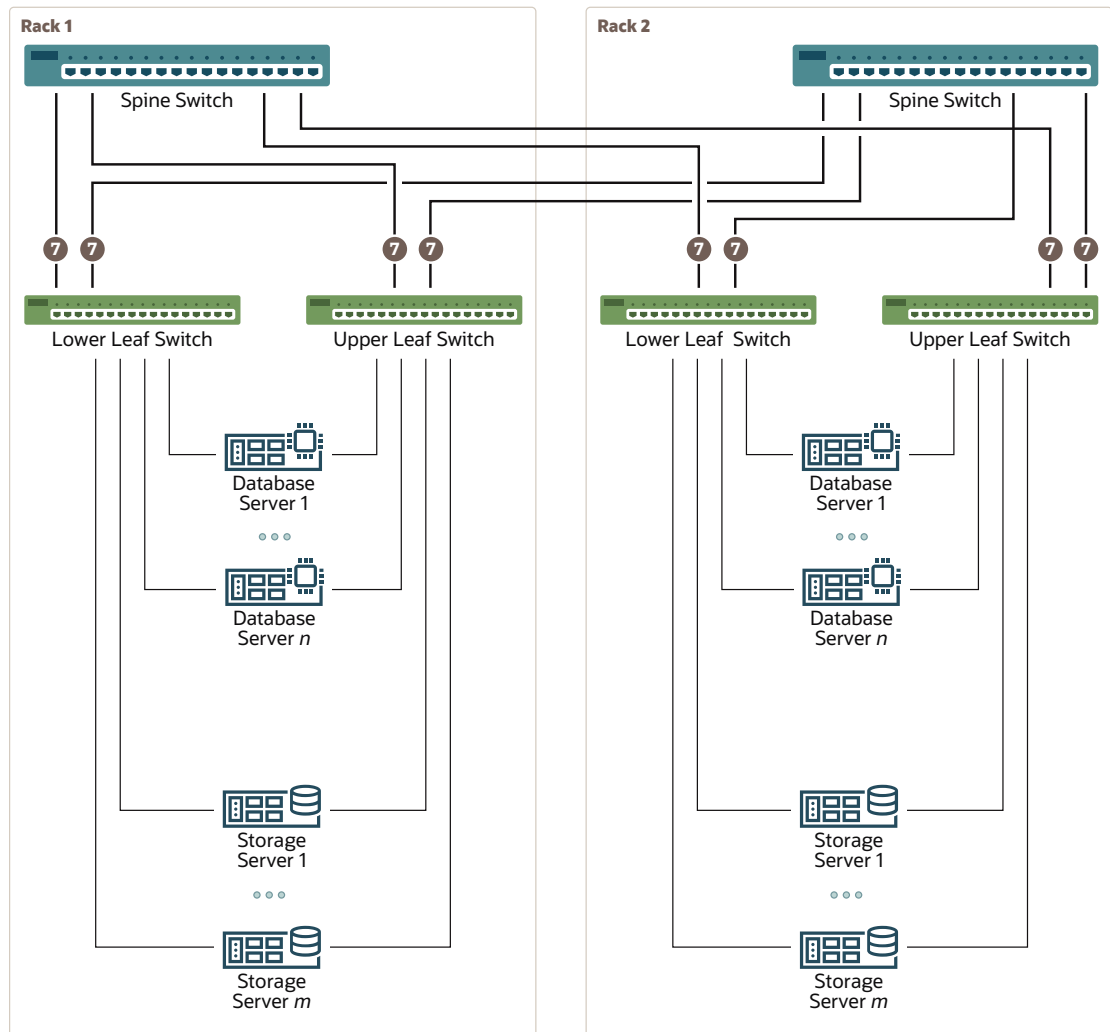 Rack 1
Rack 2
Spine Switch
Spine Switch
7
7
7
7
7
7
7
7
Lower Leaf Switch
Upper Leaf Switch
Lower Leaf  Switch
Upper Leaf Switch
Database
Server 1
Database
Server 1
Database
Server n
Database
Server n
Storage
Server 1
Storage
Server 1
Storage
Server m
Storage
Server m